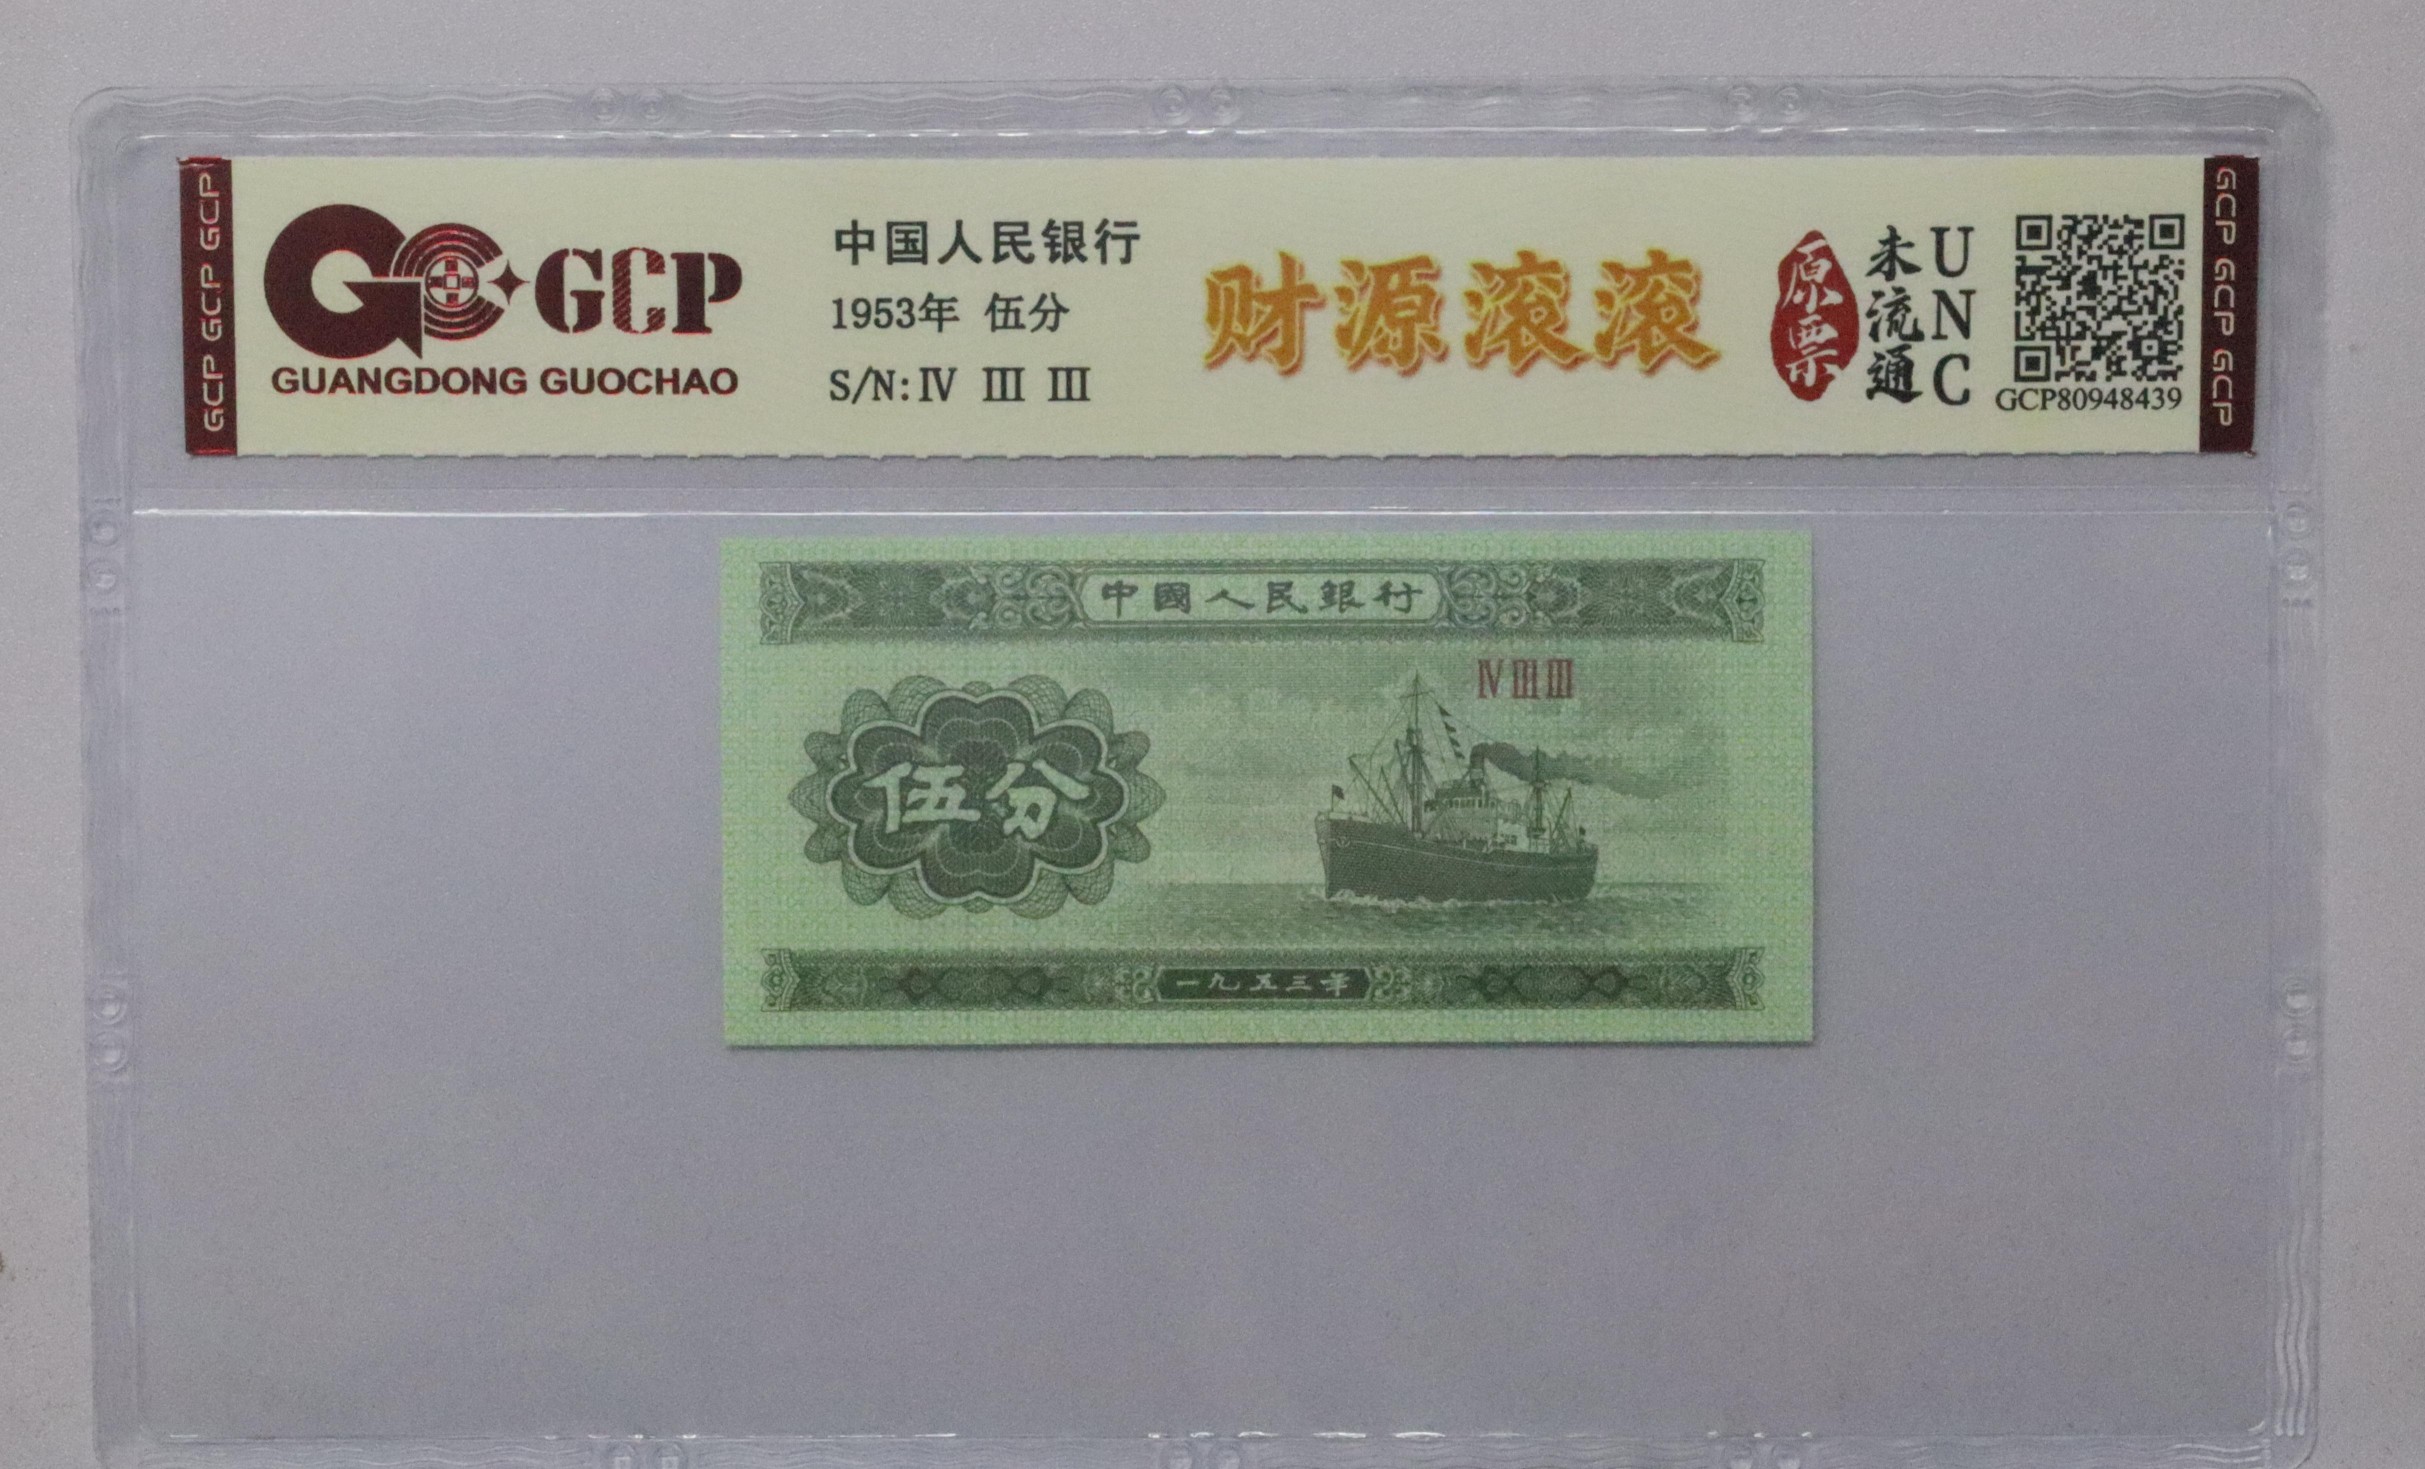 GCP GCP GCP
GCP
GUANGDONG GUOCHAO
中国人民银行
1953年 伍分
S/N: Ⅳ Ⅲ Ⅲ
财源滚滚
原票
未流通
UNC
GCP80948439
GCP GCP GCP
中國人民銀行
Ⅳ Ⅲ Ⅲ
伍分
一九五三年